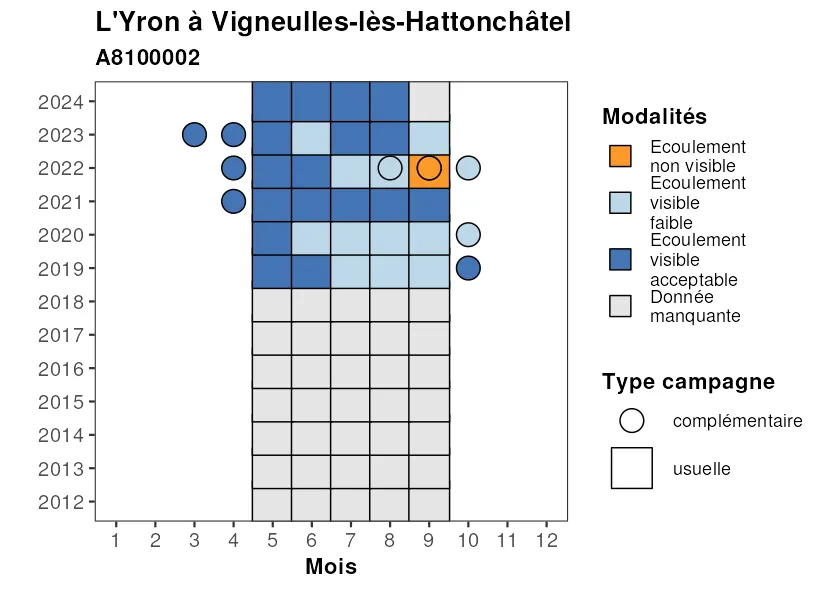 L'Yron à Vigneulles-lès-Hattonchâtel
A8100002
2024
2023
2022
2021
2020
2019
2018
2017
2016
2015
2014
2013
2012
1 2 3 4 5 6 7 8 9 10 11 12
Mois
Modalités
Ecoulement
non visible
Ecoulement
visible
faible
Ecoulement
visible
acceptable
Donnée
manquante
Type campagne
complémentaire
usuelle